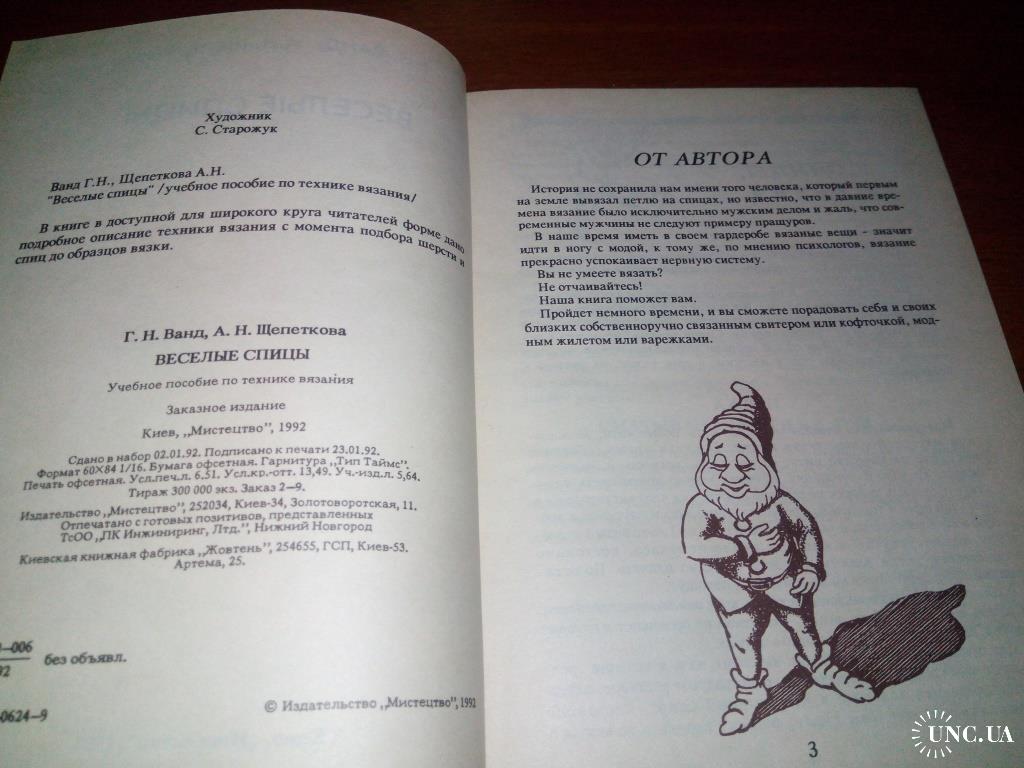 Художник
С. Старожук
Ванд Г.Н., Щепеткова А.Н.
"Веселые спицы" /учебное пособие по технике вязания/
В книге в доступной для широкого круга читателей форме дано
подробное описание техники вязания с момента подбора шерсти и
спиц до образцов вязки.
Г. Н. Ванд, А. Н. Щепеткова
ВЕСЕЛЫЕ СПИЦЫ
Учебное пособие по технике вязания
Заказное издание
Киев, „Мистецтво", 1992
Сдано в набор 02.01.92. Подписано к печати 23.01.92.
Формат 60X84 1/16. Бумага офсетная. Гарнитура „Тип Таймс".
Печать офсетная. Усл.печ.л. 6.51. Усл.кр.-отт. 13,49. Уч.-изд.л. 5,64.
Тираж 300 000 экз. Заказ 2–9.
Издательство „Мистецтво", 252034, Киев-34, Золотоворотская, 11.
Отпечатано с готовых позитивов, представленных
ТсОО „ПК Инжиниринг, Лтд.", Нижний Новгород
Киевская книжная фабрика „Жовтень", 254655, ГСП, Киев-53.
Артема, 25.
–006
92 без объявл.
0624–9
© Издательство „Мистецтво", 1992
ОТ АВТОРА
История не сохранила нам имени того человека, который первым
на земле вывязал петлю на спицах, но известно, что в давние вре-
мена вязание было исключительно мужским делом и жаль, что сов-
ременные мужчины не следуют примеру пращуров.
В наше время иметь в своем гардеробе вязаные вещи - значит
идти в ногу с модой, к тому же, по мнению психологов, вязание
прекрасно успокаивает нервную систему.
Вы не умеете вязать?
Не отчаивайтесь!
Наша книга поможет вам.
Пройдет немного времени, и вы сможете порадовать себя и своих
близких собственноручно связанным свитером или кофточкой, мод-
ным жилетом или варежками.
3
UNC.UA